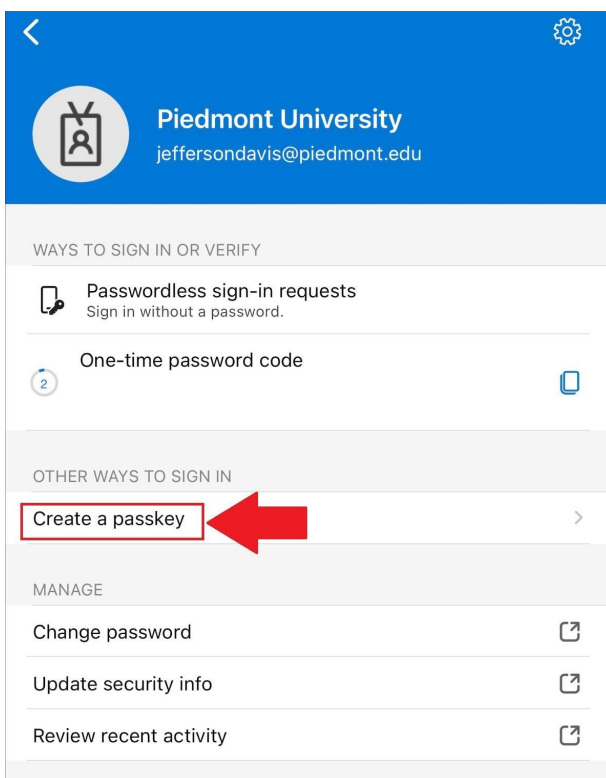 Piedmont University
jeffersondavis@piedmont.edu
WAYS TO SIGN IN OR VERIFY
Passwordless sign-in requests
Sign in without a password.
One-time password code
2
OTHER WAYS TO SIGN IN
Create a passkey
MANAGE
Change password
Update security info
Review recent activity